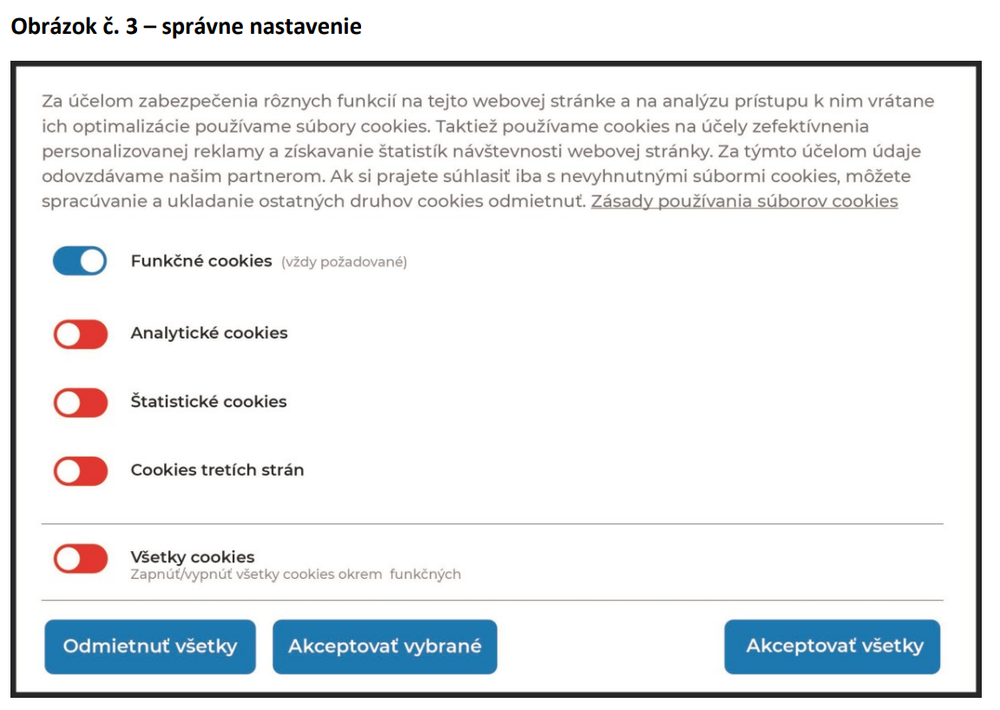 Obrázok č. 3 – správne nastavenie
Za účelom zabezpečenia rôznych funkcií na tejto webovej stránke a na analýzu prístupu k nim vrátane
ich optimalizácie používame súbory cookies. Taktiež používame cookies na účely zefektívnenia
personalizovanej reklamy a získavanie štatistík návštevnosti webovej stránky. Za týmto účelom údaje
odovzdávame našim partnerom. Ak si prajete súhlasiť iba s nevyhnutnými súbormi cookies, môžete
spracúvanie a ukladanie ostatných druhov cookies odmietnuť. Zásady používania súborov cookies
Funkčné cookies (vždy požadované)
Analytické cookies
Štatistické cookies
Cookies tretích strán
Všetky cookies
Zapnúť/vypnúť všetky cookies okrem funkčných
Odmietnuť všetky
Akceptovať vybrané
Akceptovať všetky